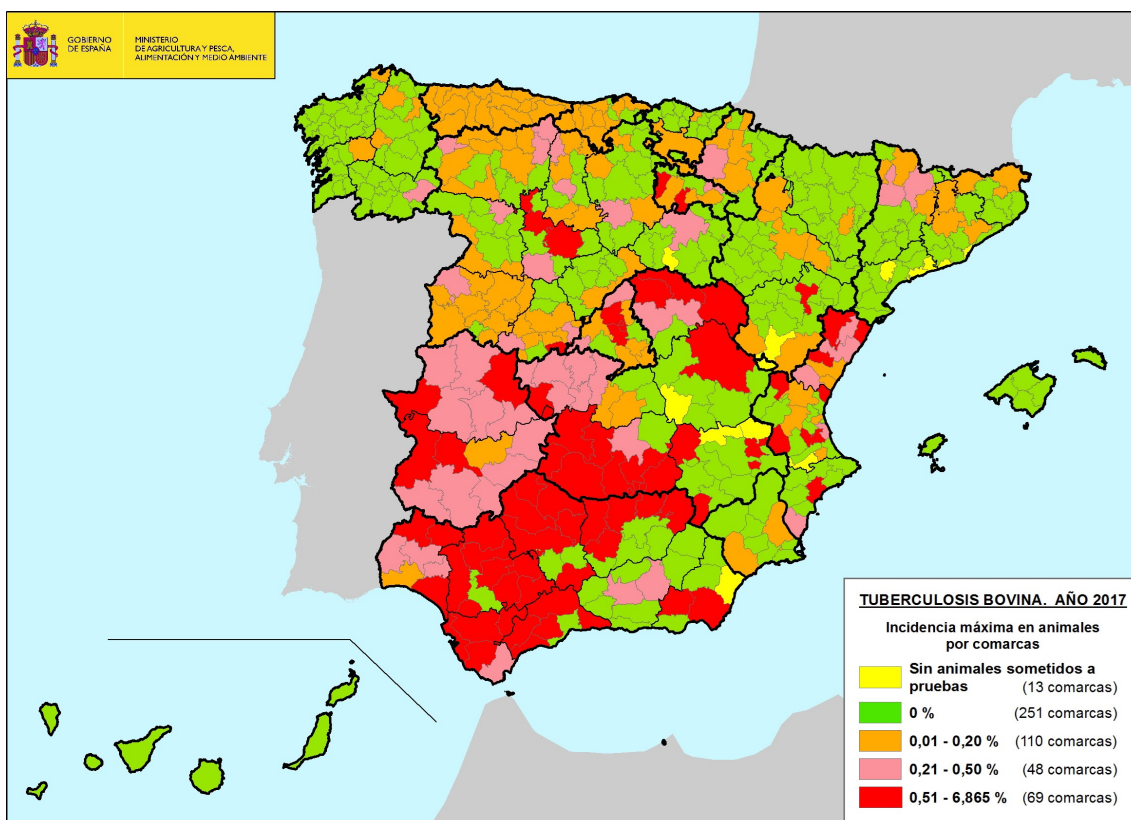 GOBIERNO
DE ESPAÑA
MINISTERIO
DE AGRICULTURA Y PESCA,
ALIMENTACIÓN Y MEDIO AMBIENTE
TUBERCULOSIS BOVINA. AÑO 2017
Incidencia máxima en animales
por comarcas
Sin animales sometidos a
pruebas (13 comarcas)
0 % (251 comarcas)
0,01 - 0,20 % (110 comarcas)
0,21 - 0,50 % (48 comarcas)
0,51 - 6,865 % (69 comarcas)